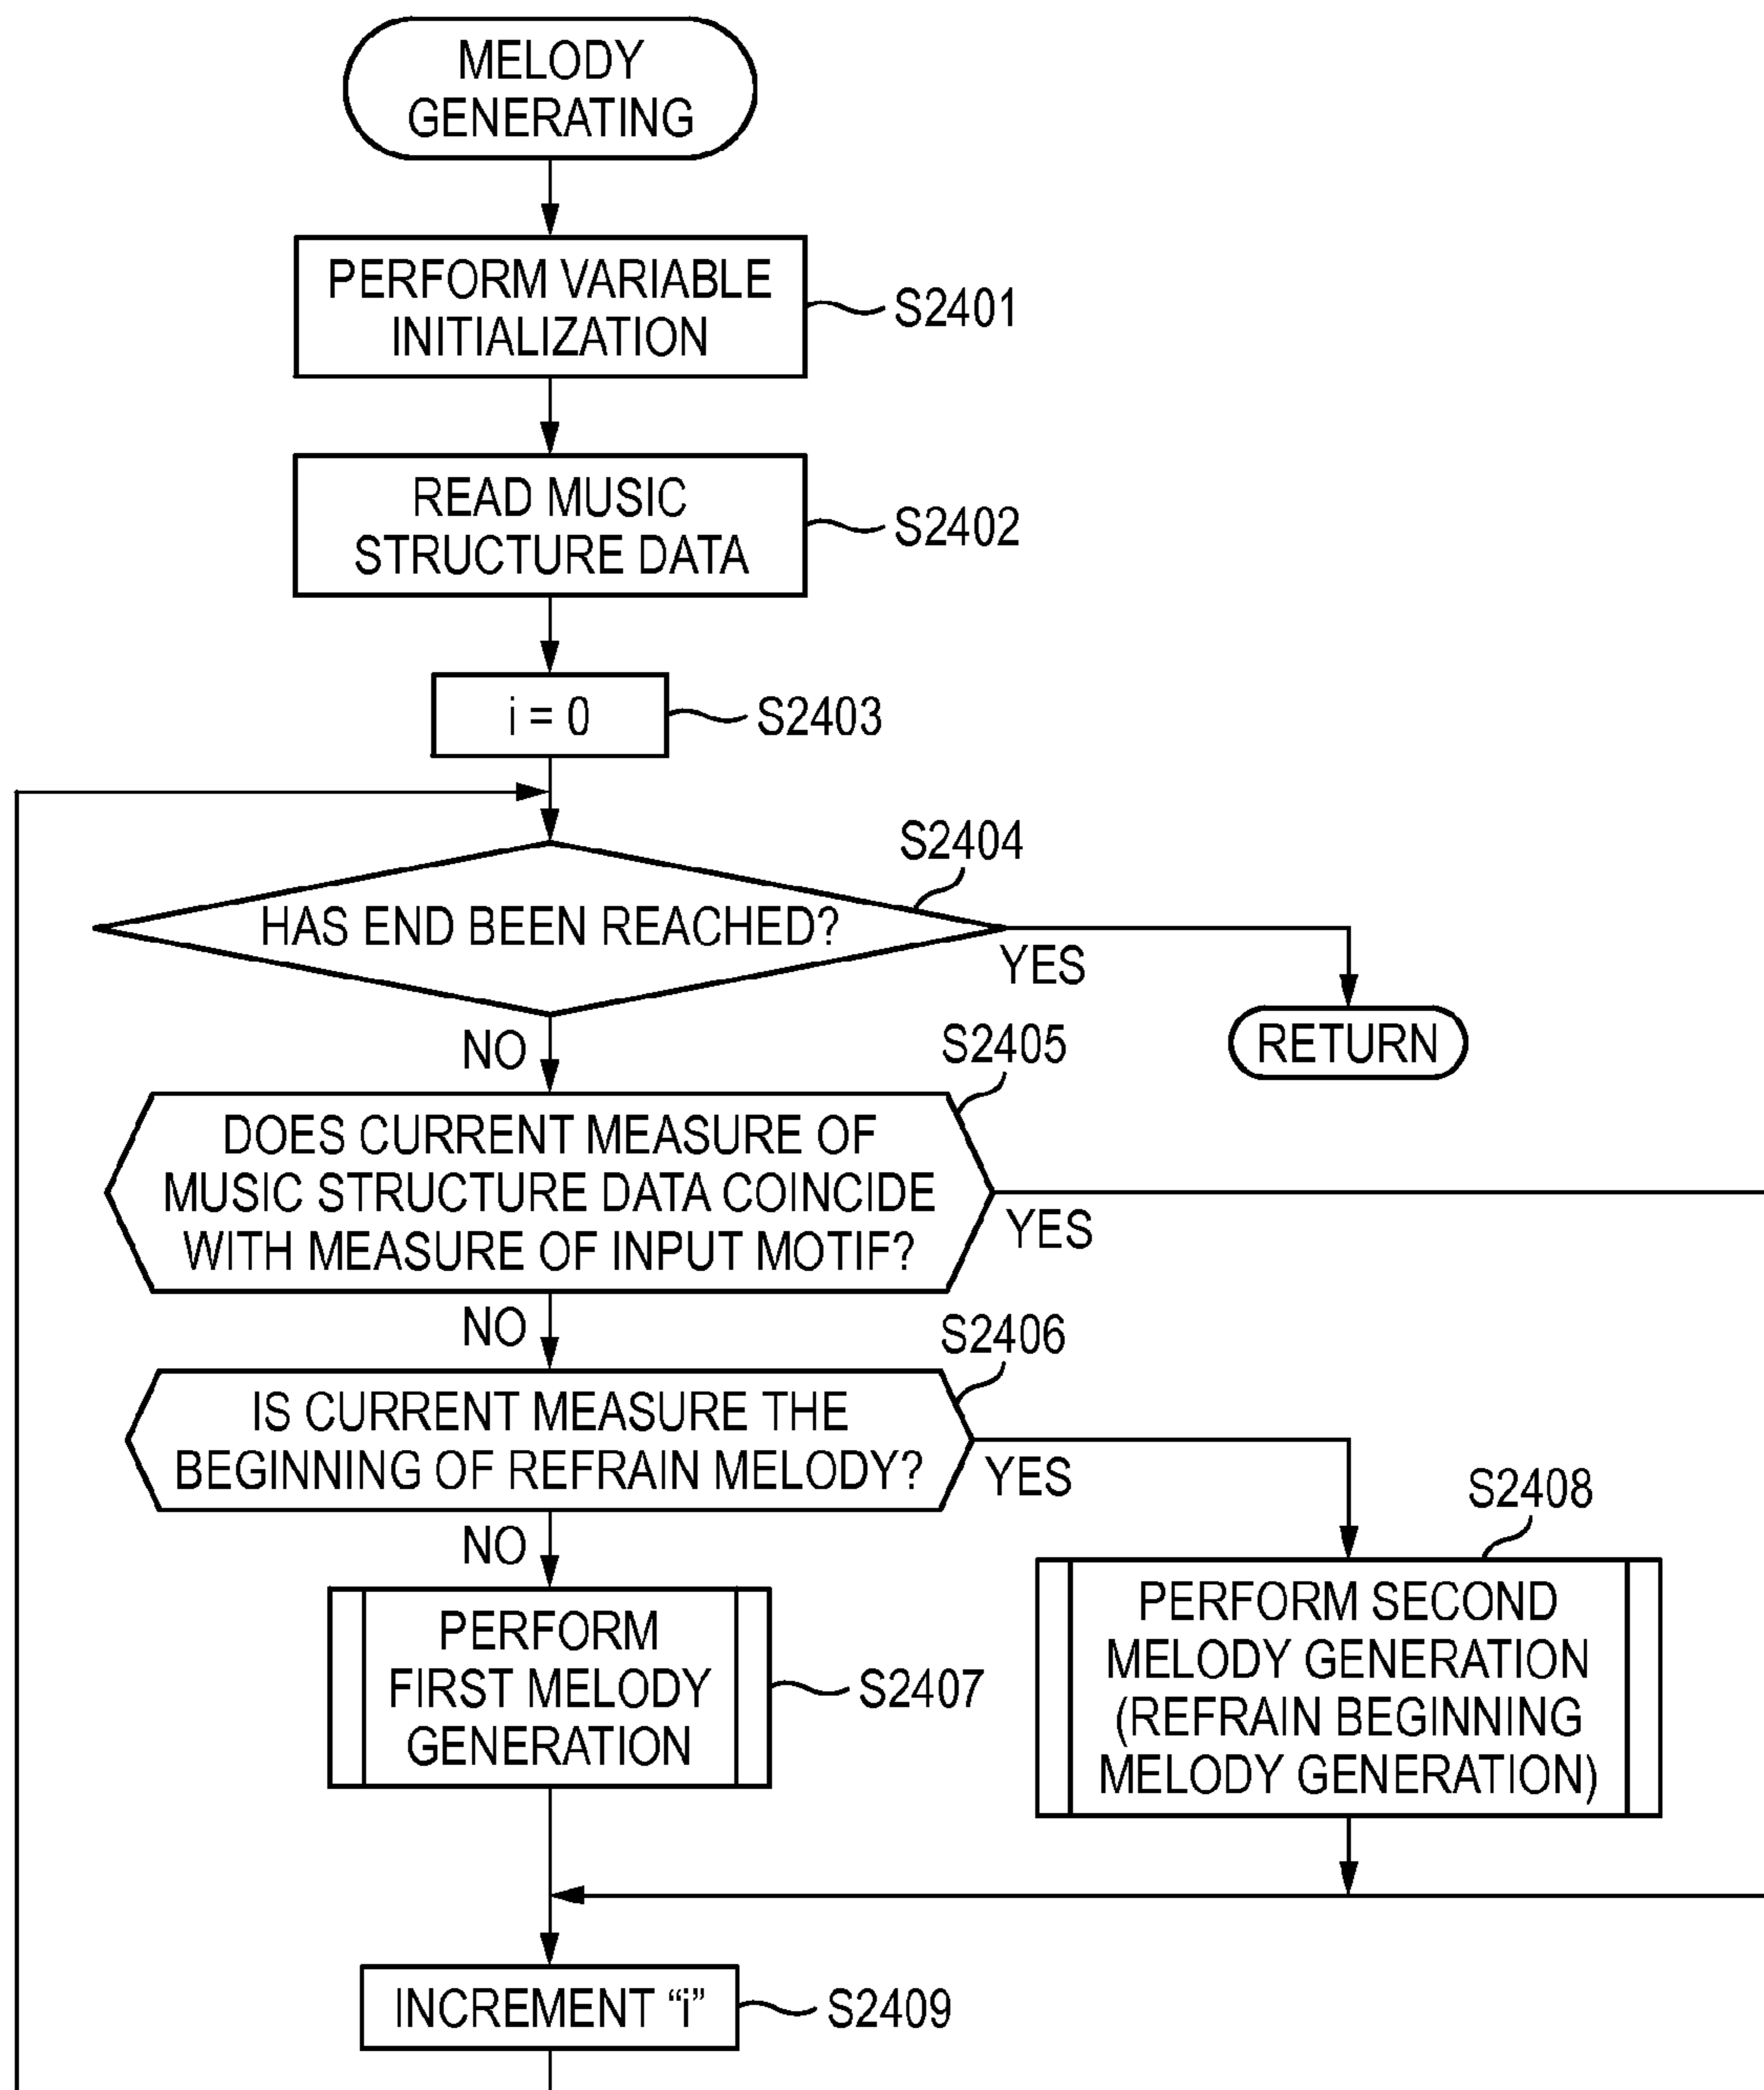 MELODY
GENERATING
PERFORM VARIABLE
INITIALIZATION
S2401
READ MUSIC
STRUCTURE DATA
S2402
i = 0
S2403
S2404
HAS END BEEN REACHED?
YES
RETURN
NO
S2405
DOES CURRENT MEASURE OF
MUSIC STRUCTURE DATA COINCIDE
WITH MEASURE OF INPUT MOTIF?
YES
NO
S2406
IS CURRENT MEASURE THE
BEGINNING OF REFRAIN MELODY?
YES
NO
S2408
PERFORM
FIRST MELODY
GENERATION
S2407
PERFORM SECOND
MELODY GENERATION
(REFRAIN BEGINNING
MELODY GENERATION)
INCREMENT “i”
S2409